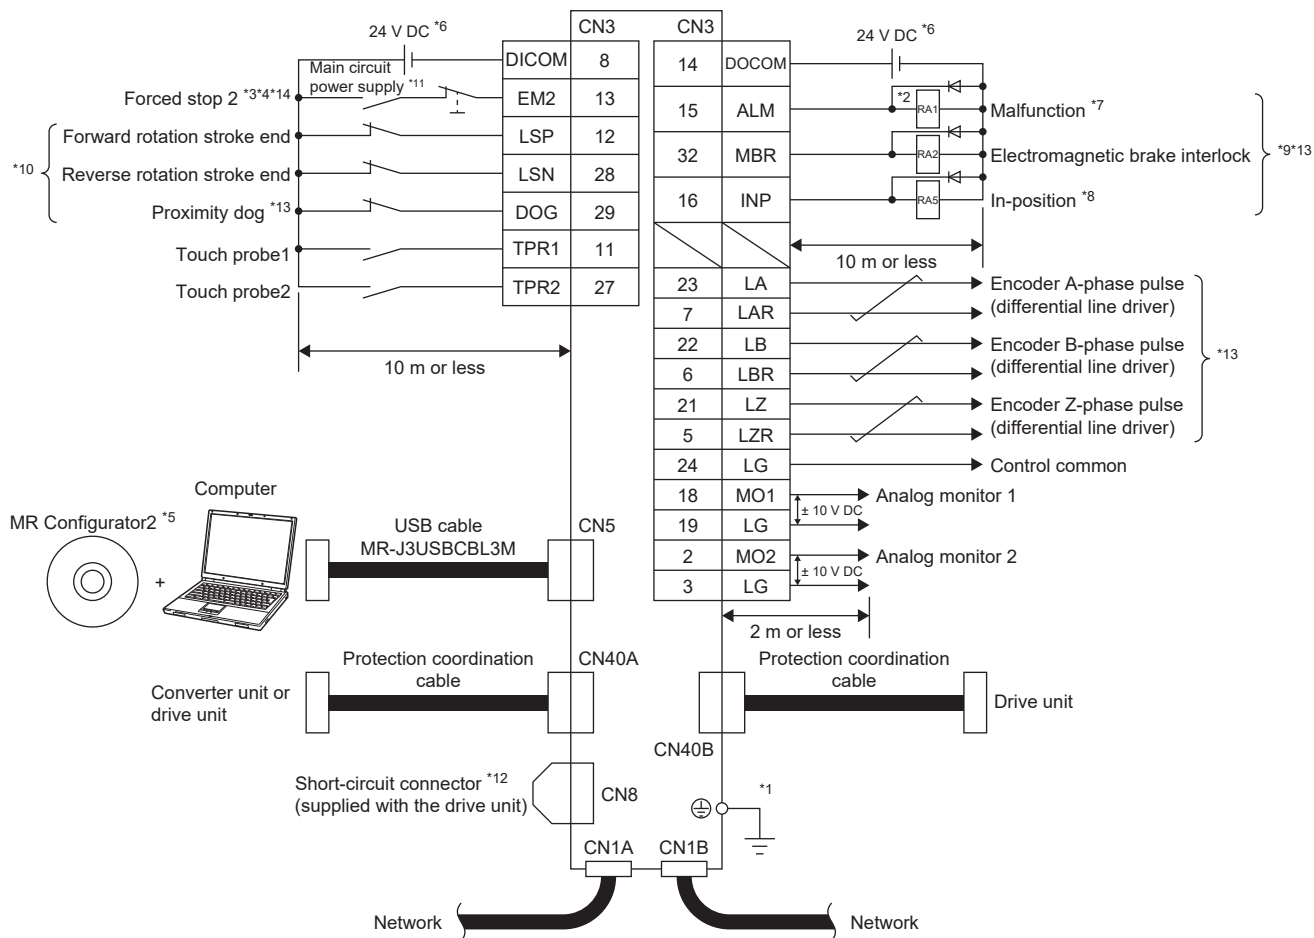 CN3
CN3
24 V DC *6
24 V DC *6
DICOM 8
14 DOCOM
Main circuit
power supply *11
Forced stop 2 *3*4*14
EM2 13
*2
RA1
15 ALM
Malfunction *7
Forward rotation stroke end
LSP 12
*10
32 MBR
RA2
Electromagnetic brake interlock
*9*13
Reverse rotation stroke end
LSN 28
Proximity dog *13
DOG 29
16 INP
RA5
In-position *8
Touch probe1
TPR1 11
10 m or less
Touch probe2
TPR2 27
23 LA
Encoder A-phase pulse
(differential line driver)
7 LAR
22 LB
Encoder B-phase pulse
(differential line driver)
*13
10 m or less
6 LBR
21 LZ
Encoder Z-phase pulse
(differential line driver)
5 LZR
24 LG
Control common
Computer
18 MO1
Analog monitor 1
± 10 V DC
MR Configurator2 *5
USB cable
MR-J3USBCBL3M
CN5
19 LG
2 MO2
Analog monitor 2
± 10 V DC
+
3 LG
2 m or less
Protection coordination
cable
CN40A
Protection coordination
cable
Converter unit or
drive unit
Drive unit
CN40B
Short-circuit connector *12
(supplied with the drive unit)
CN8
*1
CN1A
CN1B
Network
Network